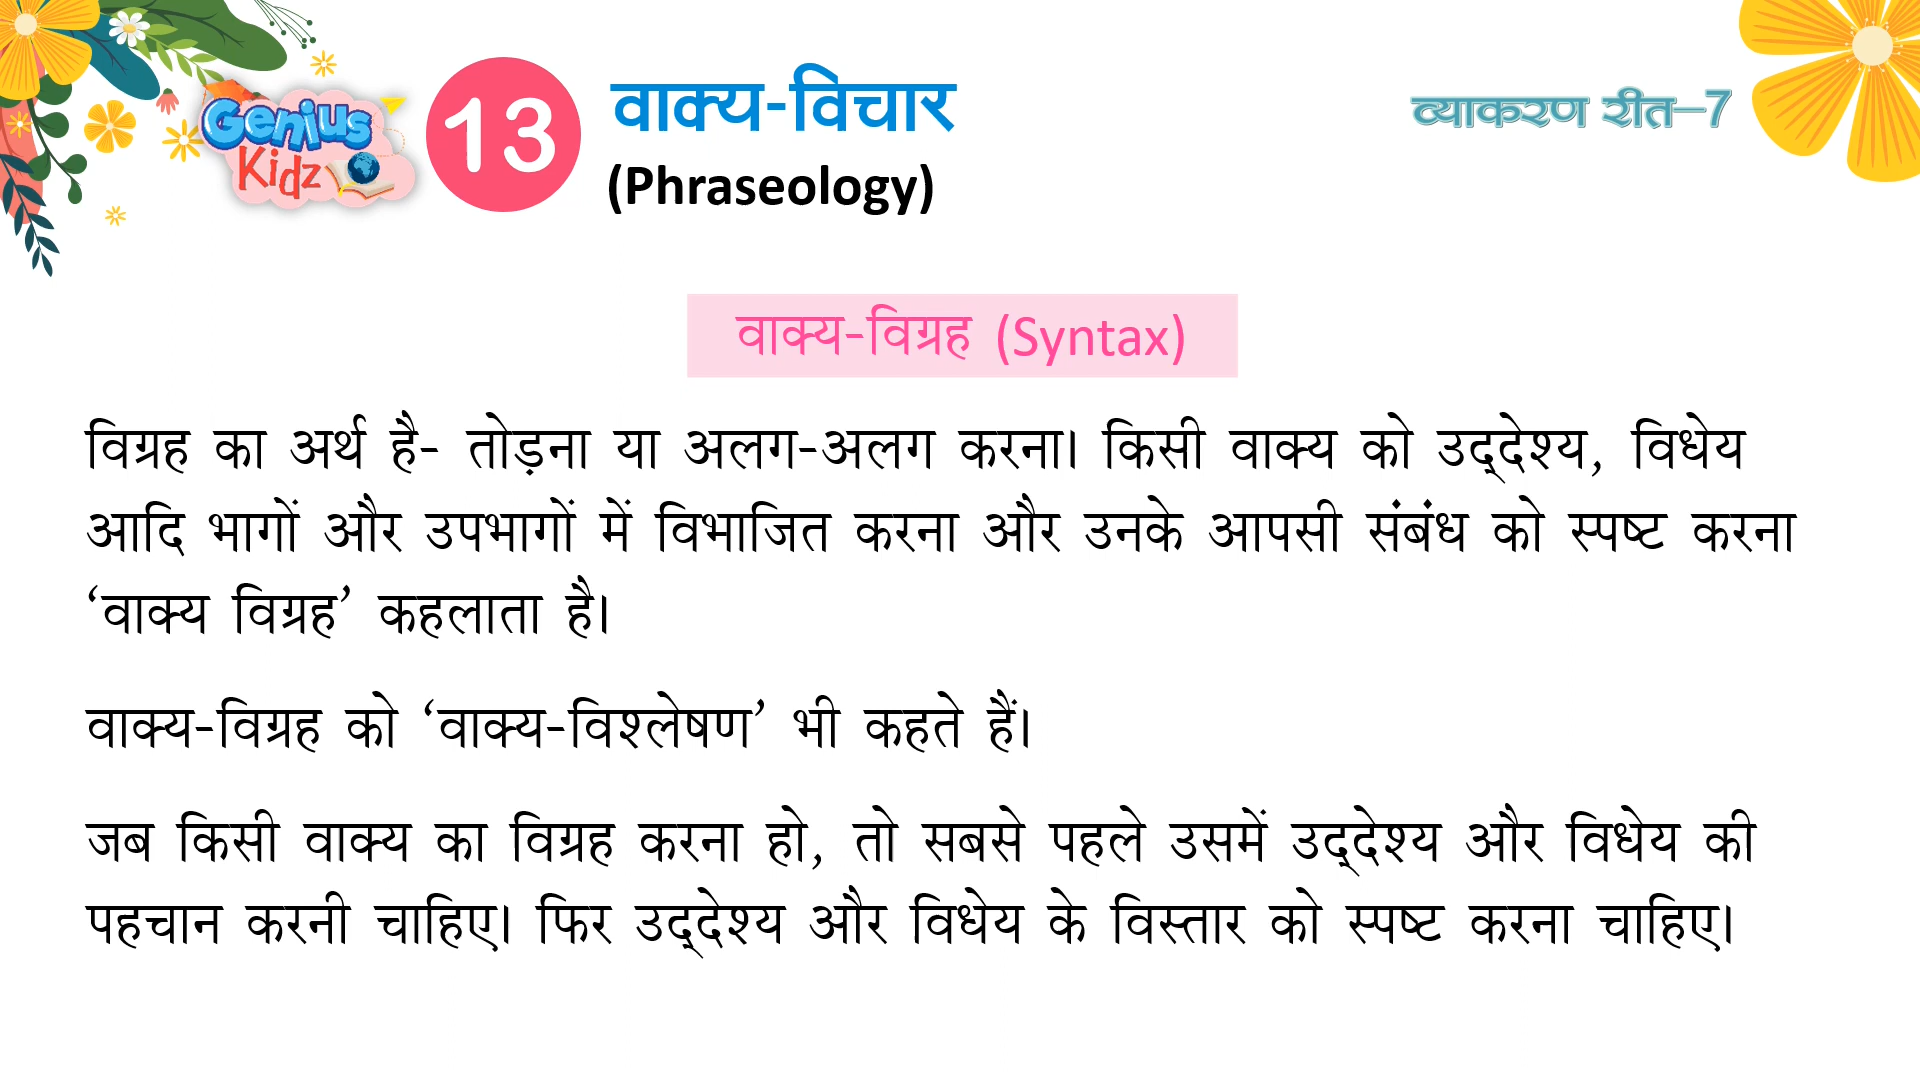 Genius
Kidz
13
वाक्य-विचार
(Phraseology)
व्याकरण रीत–7
वाक्य-विग्रह (Syntax)
विग्रह का अर्थ है- तोड़ना या अलग-अलग करना। किसी वाक्य को उद्‌देश्य, विधेय
आदि भागों और उपभागों में विभाजित करना और उनके आपसी संबंध को स्पष्ट करना
‘वाक्य विग्रह’ कहलाता है।
वाक्य-विग्रह को ‘वाक्य-विश्लेषण’ भी कहते हैं।
जब किसी वाक्य का विग्रह करना हो, तो सबसे पहले उसमें उद्‌देश्य और विधेय की
पहचान करनी चाहिए। फिर उद्‌देश्य और विधेय के विस्तार को स्पष्ट करना चाहिए।